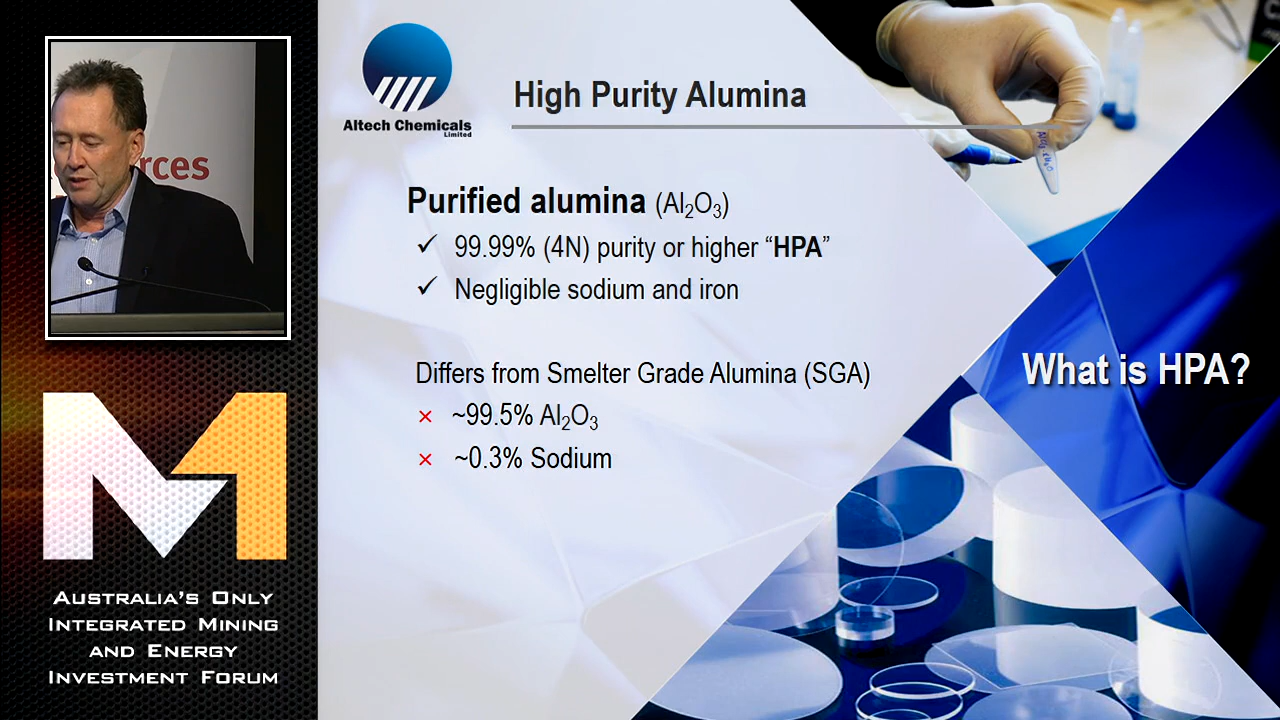 rces
Altech Chemicals
Limited
High Purity Alumina
Purified alumina (Al₂O₃)
✓ 99.99% (4N) purity or higher “HPA”
✓ Negligible sodium and iron
Differs from Smelter Grade Alumina (SGA)
× ~99.5% Al₂O₃
× ~0.3% Sodium
What is HPA?
M
Australia's Only
Integrated Mining
and Energy
Investment Forum